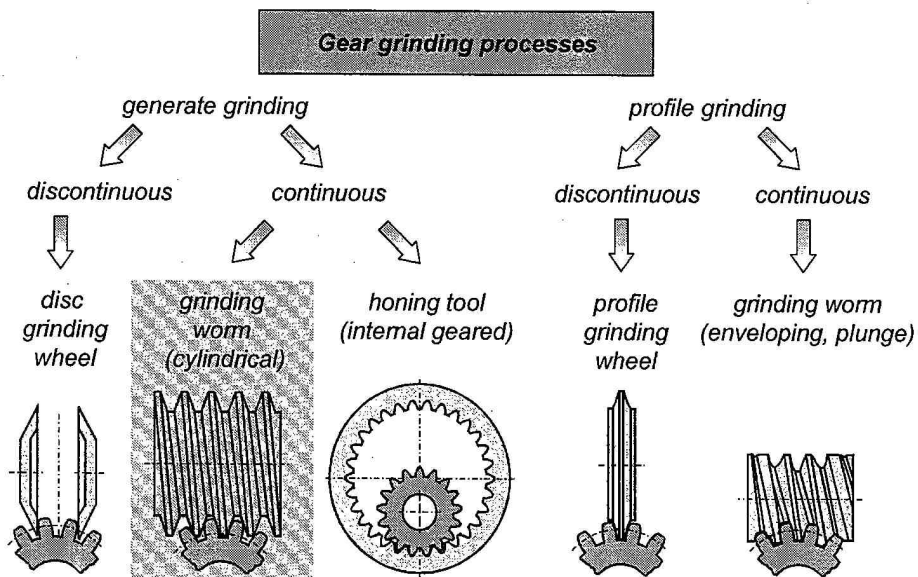 Gear grinding processes
generate grinding
profile grinding
discontinuous
continuous
discontinuous
continuous
disc
grinding
wheel
grinding
worm
(cylindrical)
honing tool
(internal geared)
profile
grinding
wheel
grinding worm
(enveloping, plunge)